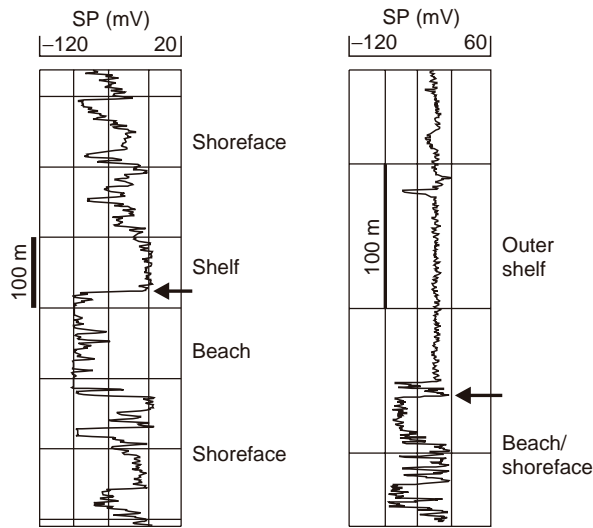 SP (mV)
–120 20
Shoreface
Shelf
100 m
Beach
Shoreface
SP (mV)
–120 60
100 m
Outer
shelf
Beach/
shoreface